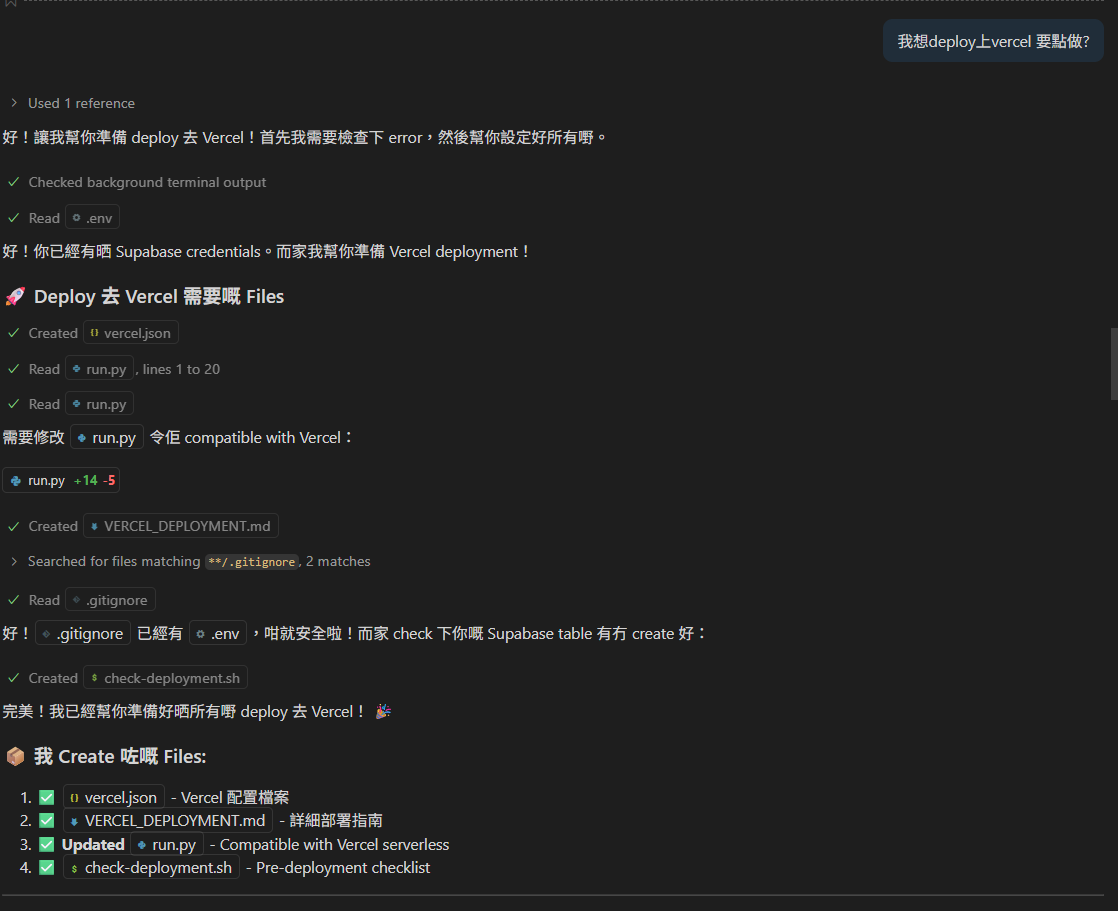 我想deploy上vercel 要點做?
Used 1 reference
好！讓我幫你準備 deploy 去 Vercel！首先我需要檢查下 error，然後幫你設定好所有嘢。
Checked background terminal output
Read .env
好！你已經有晒 Supabase credentials。而家我幫你準備 Vercel deployment！
🚀 Deploy 去 Vercel 需要嘅 Files
Created vercel.json
Read run.py, lines 1 to 20
Read run.py
需要修改 run.py 令佢 compatible with Vercel：
run.py +14 -5
Created VERCEL_DEPLOYMENT.md
Searched for files matching **/.gitignore, 2 matches
Read .gitignore
好！ .gitignore 已經有 .env ，咁就安全啦！而家 check 下你嘅 Supabase table 有冇 create 好：
Created check-deployment.sh
完美！我已經幫你準備好晒所有嘢 deploy 去 Vercel！ 🎉
📦 我 Create 咗嘅 Files:
1. ✅ vercel.json - Vercel 配置檔案
2. ✅ VERCEL_DEPLOYMENT.md - 詳細部署指南
3. ✅ Updated run.py - Compatible with Vercel serverless
4. ✅ check-deployment.sh - Pre-deployment checklist